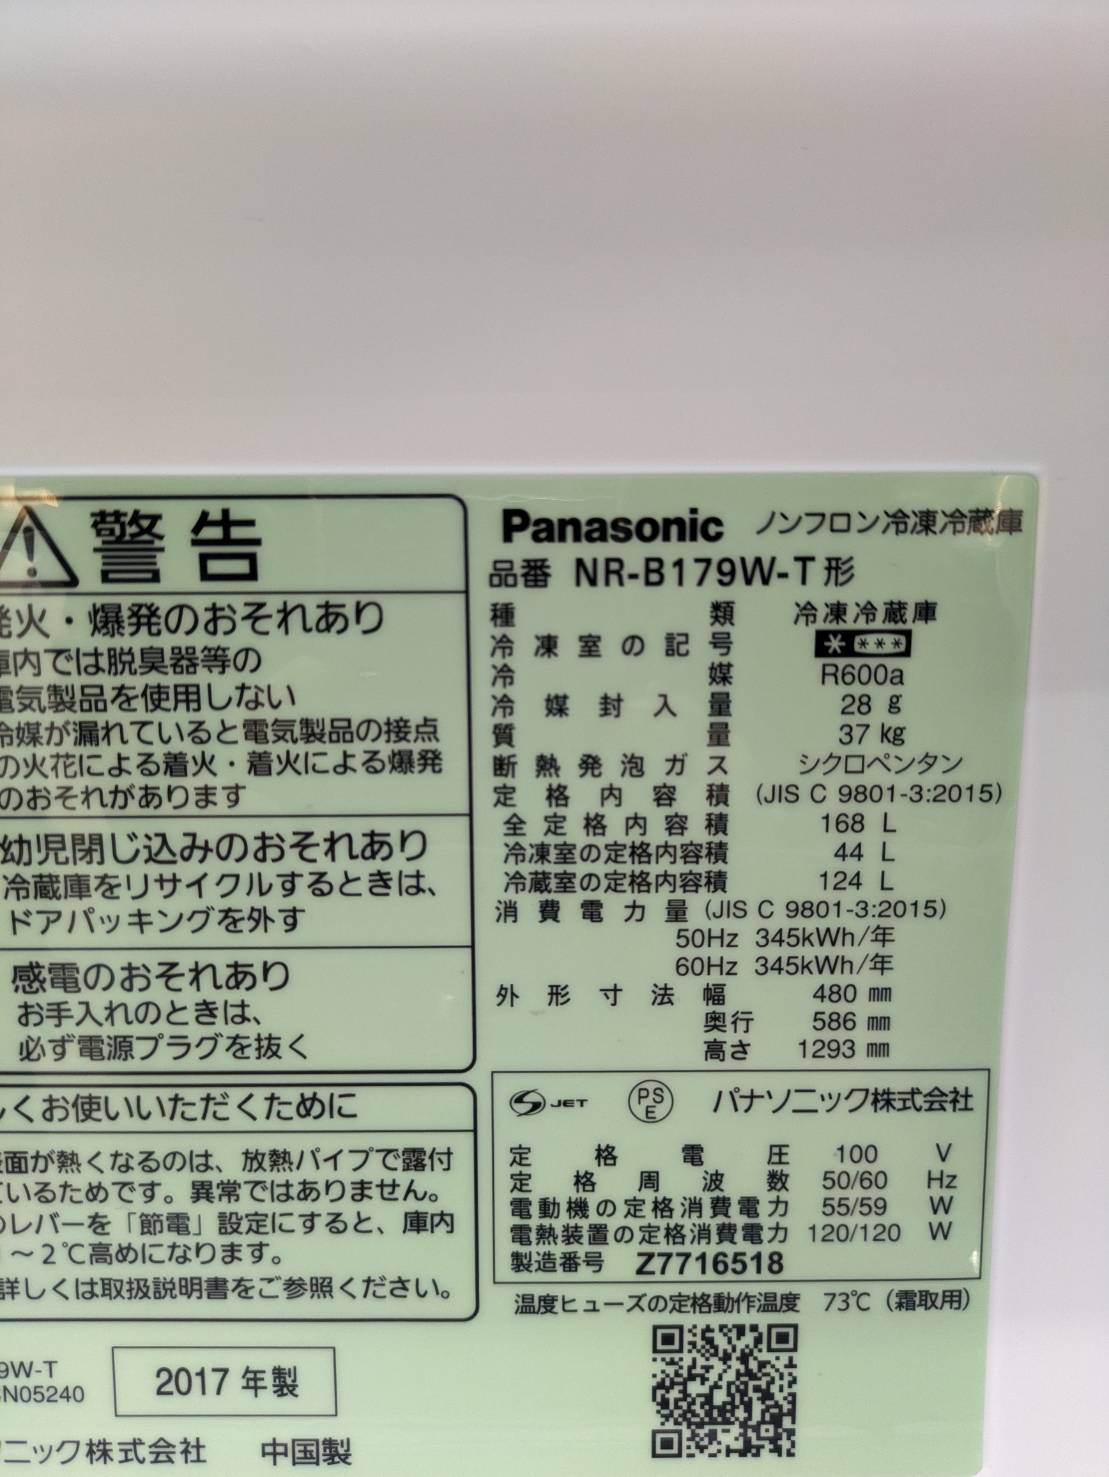 警告
発火・爆発のおそれあり
庫内では脱臭器等の
電気製品を使用しない
冷媒が漏れていると電気製品の接点
の火花による着火・着火による爆発
のおそれがあります
幼児閉じ込みのおそれあり
冷蔵庫をリサイクルするときは、
ドアパッキングを外す
感電のおそれあり
お手入れのときは、
必ず電源プラグを抜く
くお使いいただくために
表面が熱くなるのは、放熱パイプで露付
ているためです。異常ではありません。
のレバーを「節電」設定にすると、庫内
1～2℃高めになります。
詳しくは取扱説明書をご参照ください。
9W-T
N05240
2017年製
ソニック株式会社 中国製
Panasonic ノンフロン冷凍冷蔵庫
品番 NR-B179W-T形
種類 冷凍冷蔵庫
冷凍室の記号 * ***
冷媒 R600a
冷媒封入量 28 g
質量 37 kg
断熱発泡ガス シクロペンタン
定格内容積 (JIS C 9801-3:2015)
全定格内容積 168 L
冷凍室の定格内容積 44 L
冷蔵室の定格内容積 124 L
消費電力量 (JIS C 9801-3:2015)
50Hz 345kWh/年
60Hz 345kWh/年
外形寸法 幅 480 mm
奥行 586 mm
高さ 1293 mm
S JET PS E パナソニック株式会社
定格電圧 100 V
定格周波数 50/60 Hz
電動機の定格消費電力 55/59 W
電熱装置の定格消費電力 120/120 W
製造番号 Z7716518
温度ヒューズの定格動作温度 73℃（霜取用）